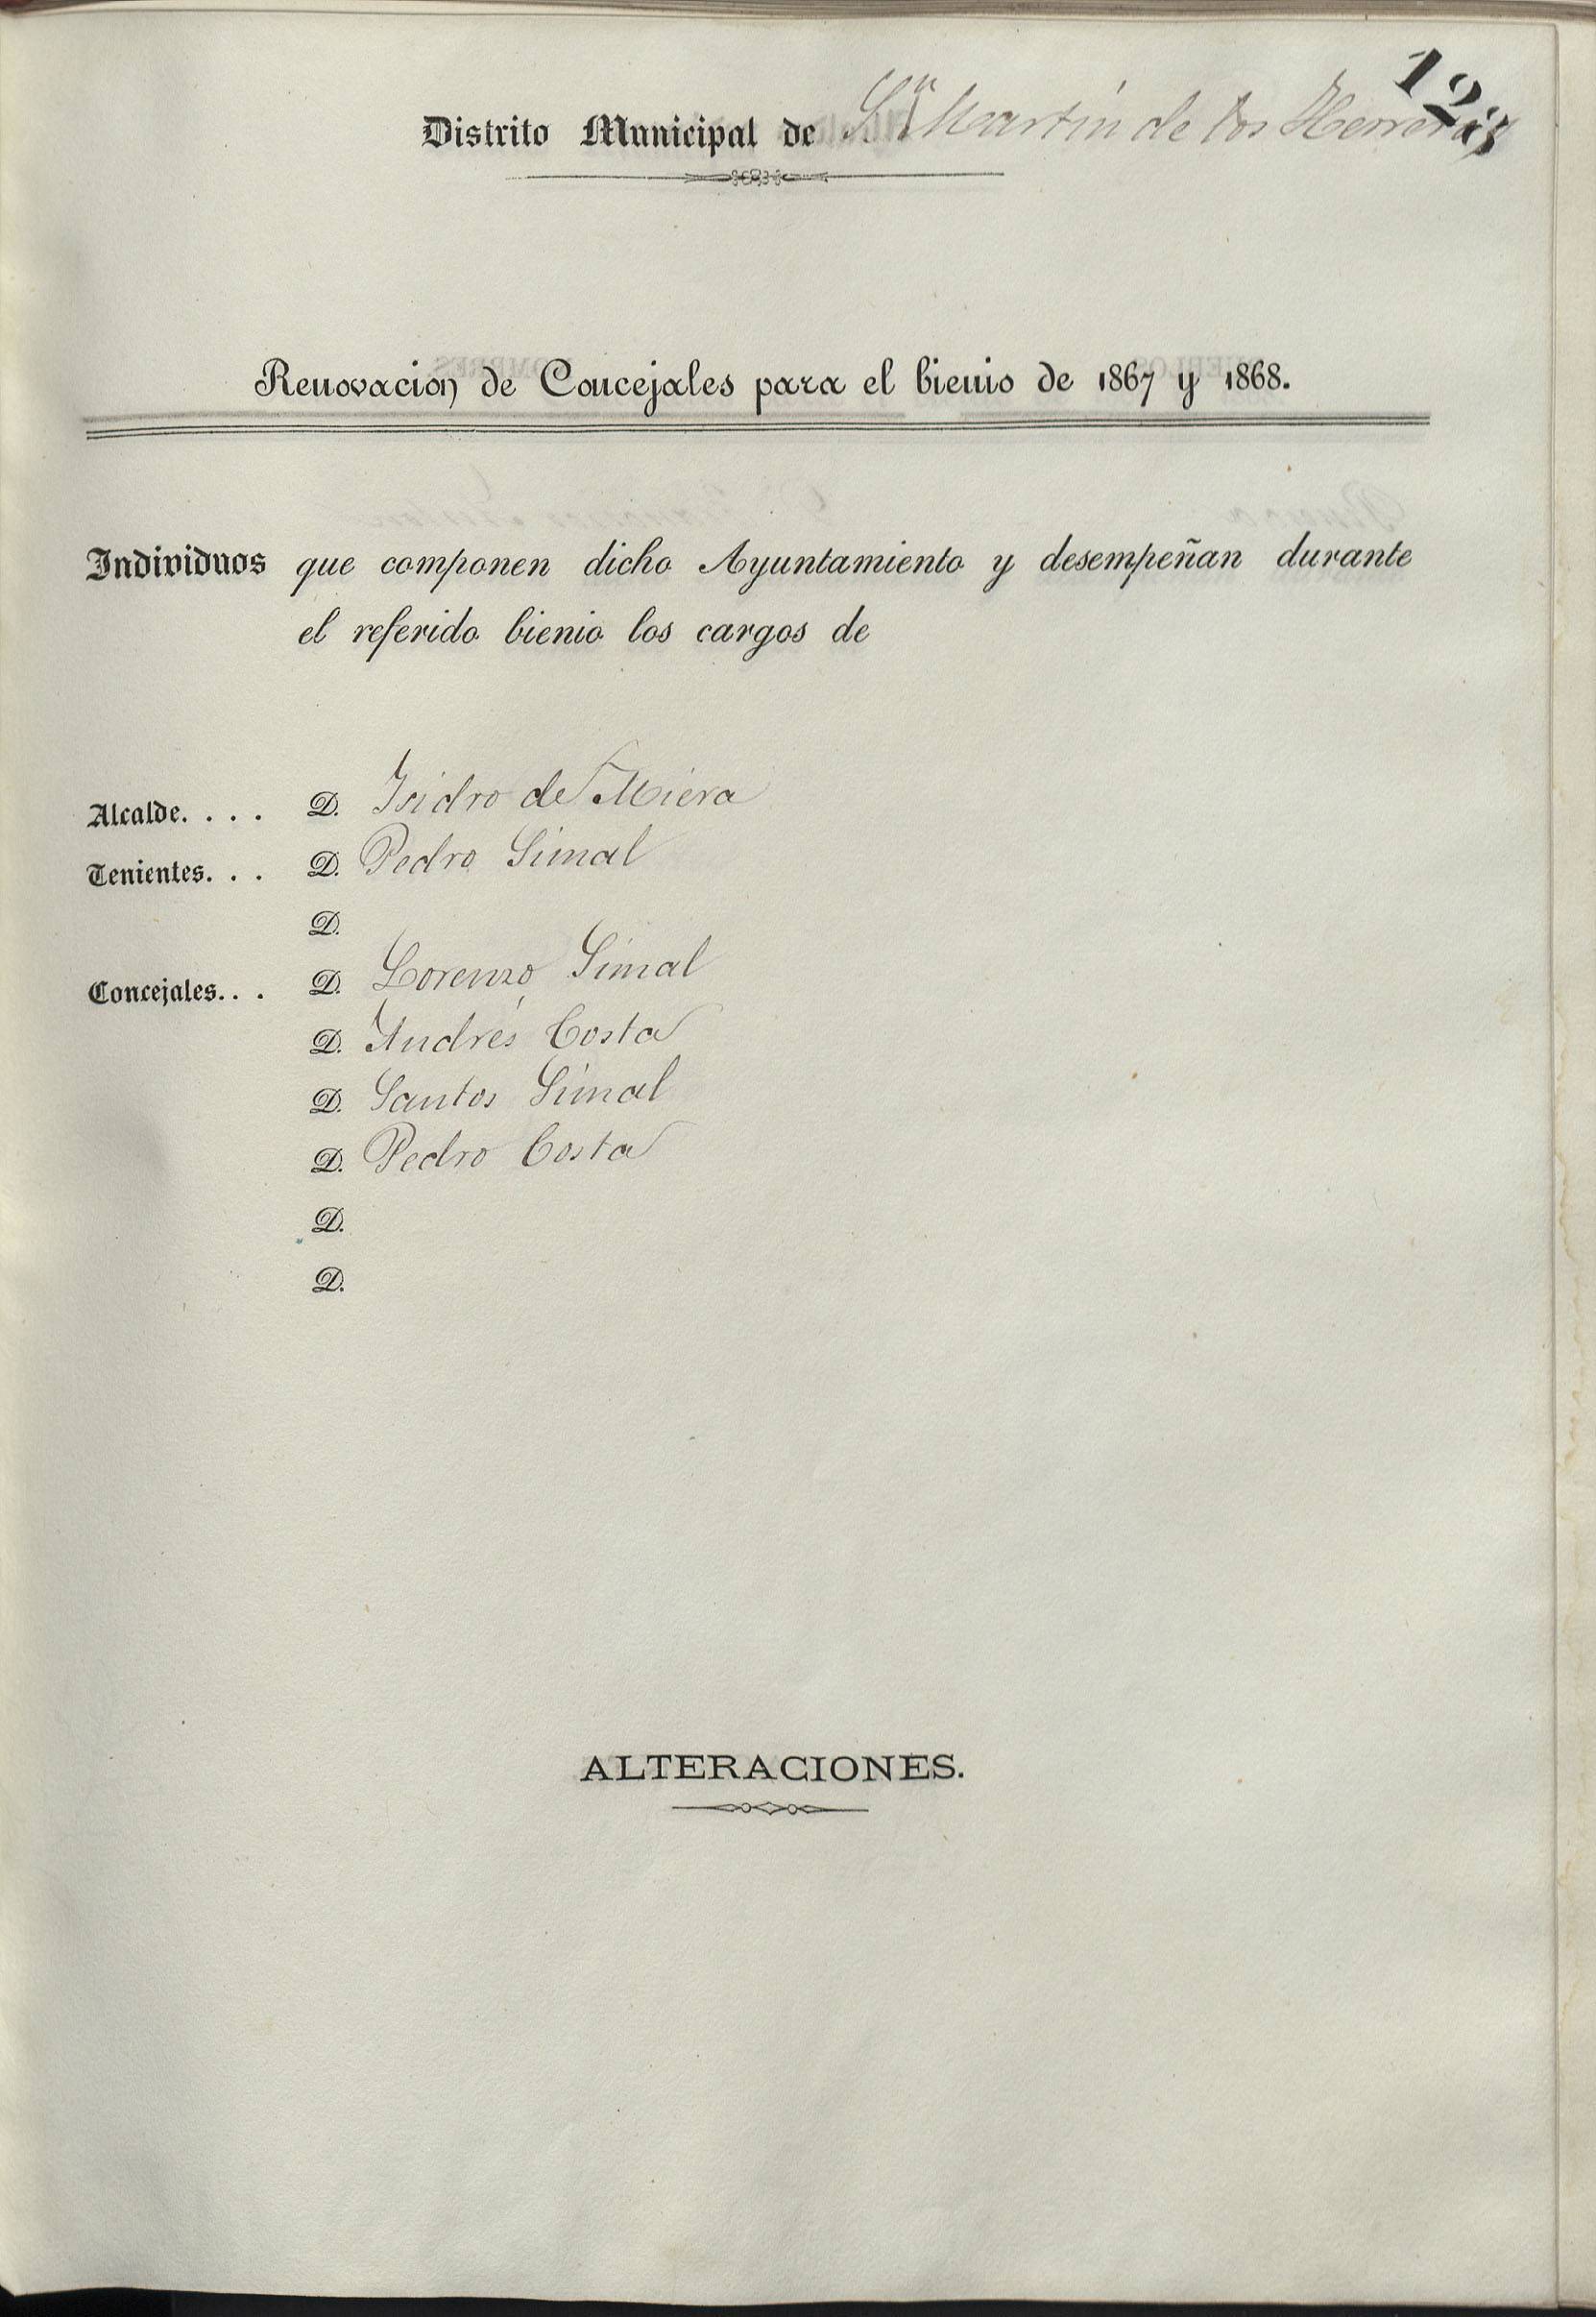 128
Distrito Municipal de Sn Martin de los Herreros
Renovacion de Concejales para el bienio de 1867 y 1868.
Individuos que componen dicho Ayuntamiento y desempeñan durante
el referido bienio los cargos de
Alcalde. . . . D. Isidro de Miera
Tenientes. . . D. Pedro Simal
D.
Concejales. . . D. Lorenzo Simal
D. Andrés Costa
D. Santos Simal
D. Pedro Costa
D.
D.
ALTERACIONES.